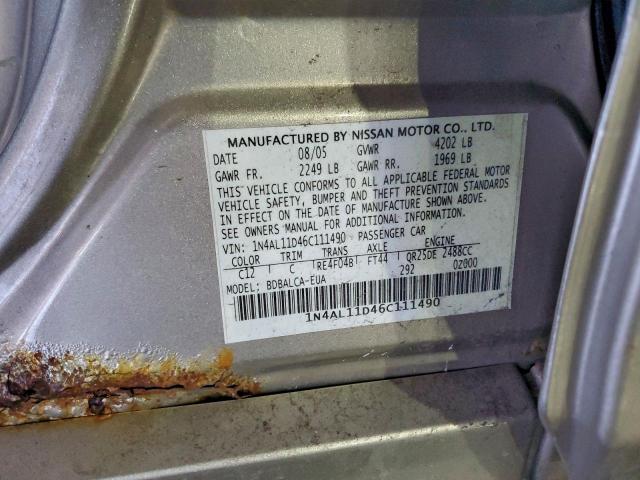 MANUFACTURED BY NISSAN MOTOR CO., LTD.
DATE 08/05 GVWR 4202 LB
GAWR FR. 2249 LB GAWR RR. 1969 LB
THIS VEHICLE CONFORMS TO ALL APPLICABLE FEDERAL MOTOR
VEHICLE SAFETY, BUMPER AND THEFT PREVENTION STANDARDS
IN EFFECT ON THE DATE OF MANUFACTURE SHOWN ABOVE.
SEE OWNERS MANUAL FOR ADDITIONAL INFORMATION.
VIN: 1N4AL11D46C111490 PASSENGER CAR
COLOR TRIM TRANS AXLE ENGINE
C12 C RE4F04B FT44 QR25DE 2488CC
MODEL: BDBALCA-EUA 292 0Z000
1N4AL11D46C111490